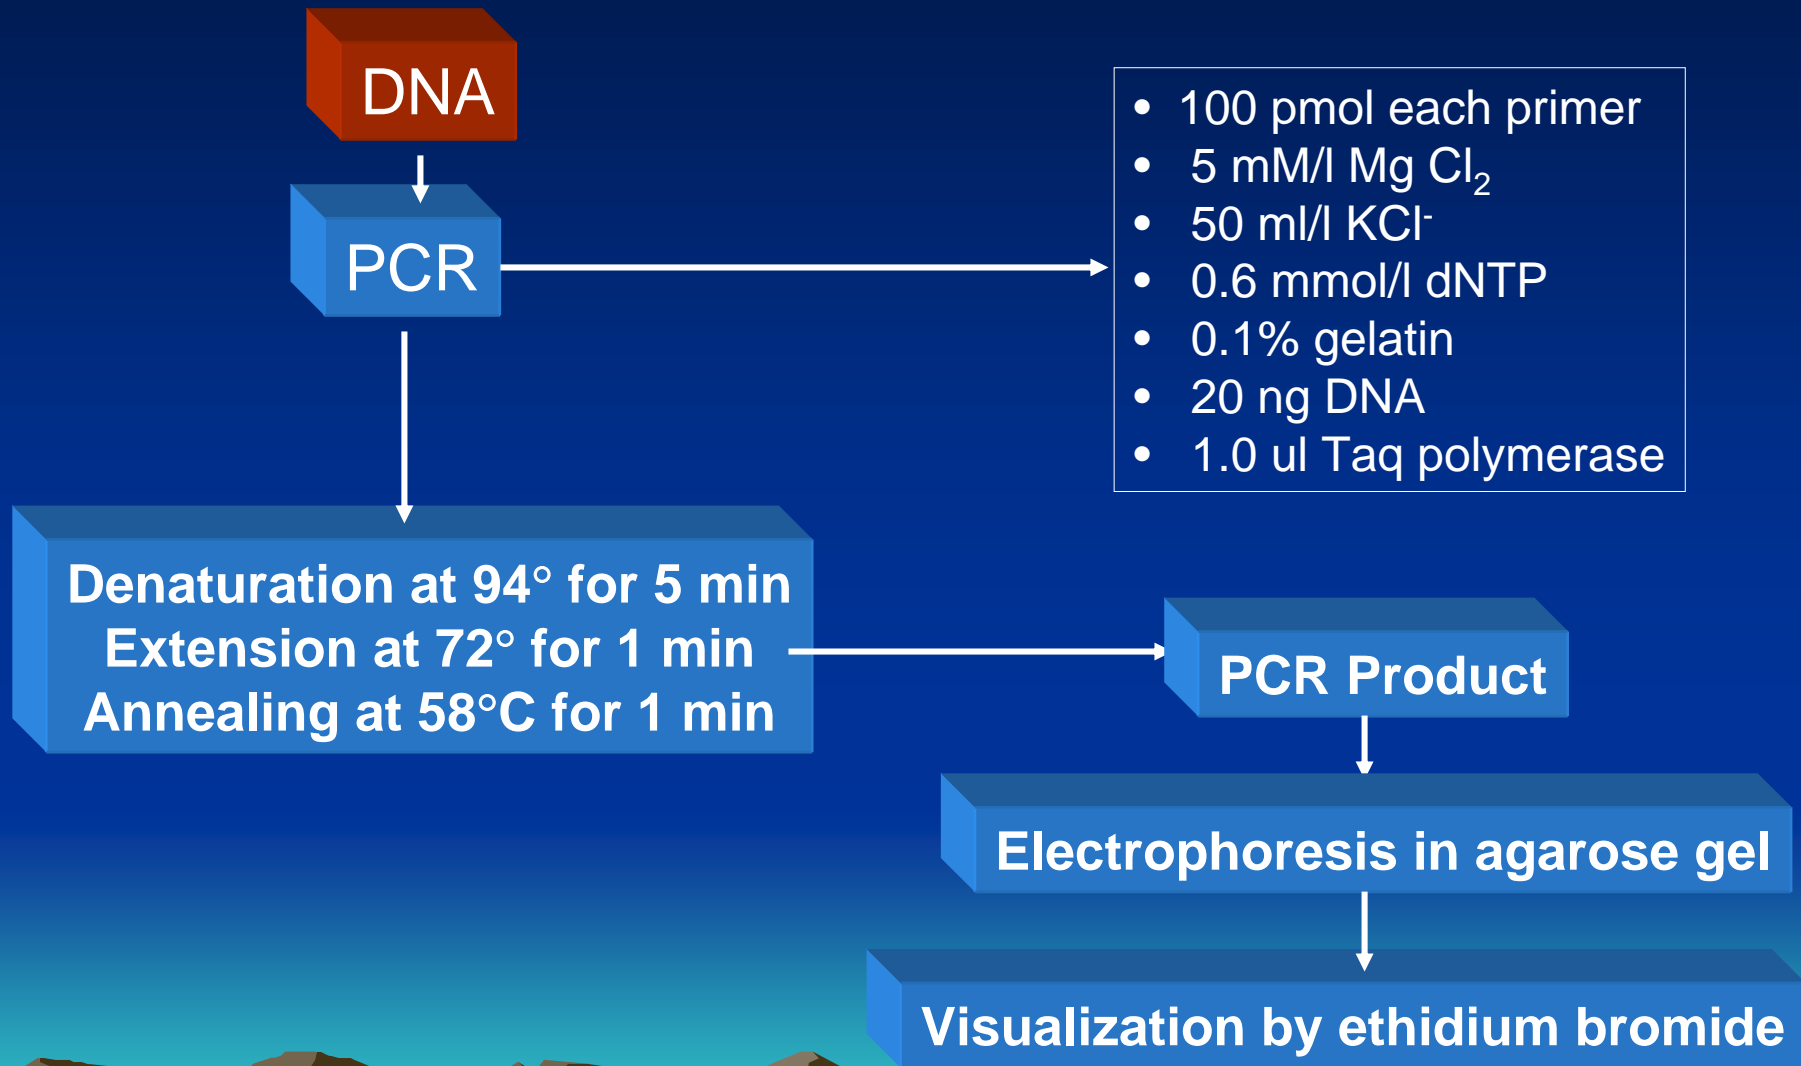 DNA
PCR
• 100 pmol each primer
• 5 mM/l Mg Cl₂
• 50 ml/l KCl⁻
• 0.6 mmol/l dNTP
• 0.1% gelatin
• 20 ng DNA
• 1.0 ul Taq polymerase
Denaturation at 94° for 5 min
Extension at 72° for 1 min
Annealing at 58°C for 1 min
PCR Product
Electrophoresis in agarose gel
Visualization by ethidium bromide